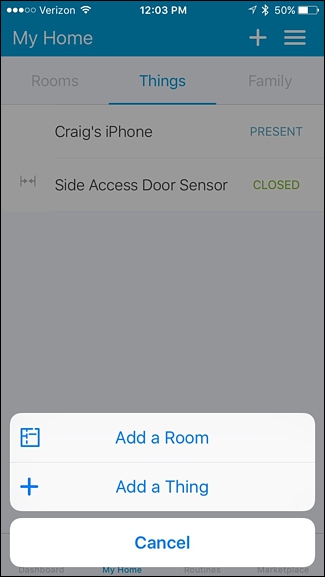 Verizon 12:03 PM 50%
My Home
Rooms Things Family
Craig's iPhone PRESENT
Side Access Door Sensor CLOSED
Add a Room
Add a Thing
Cancel
Dashboard My Home Routines Marketplace